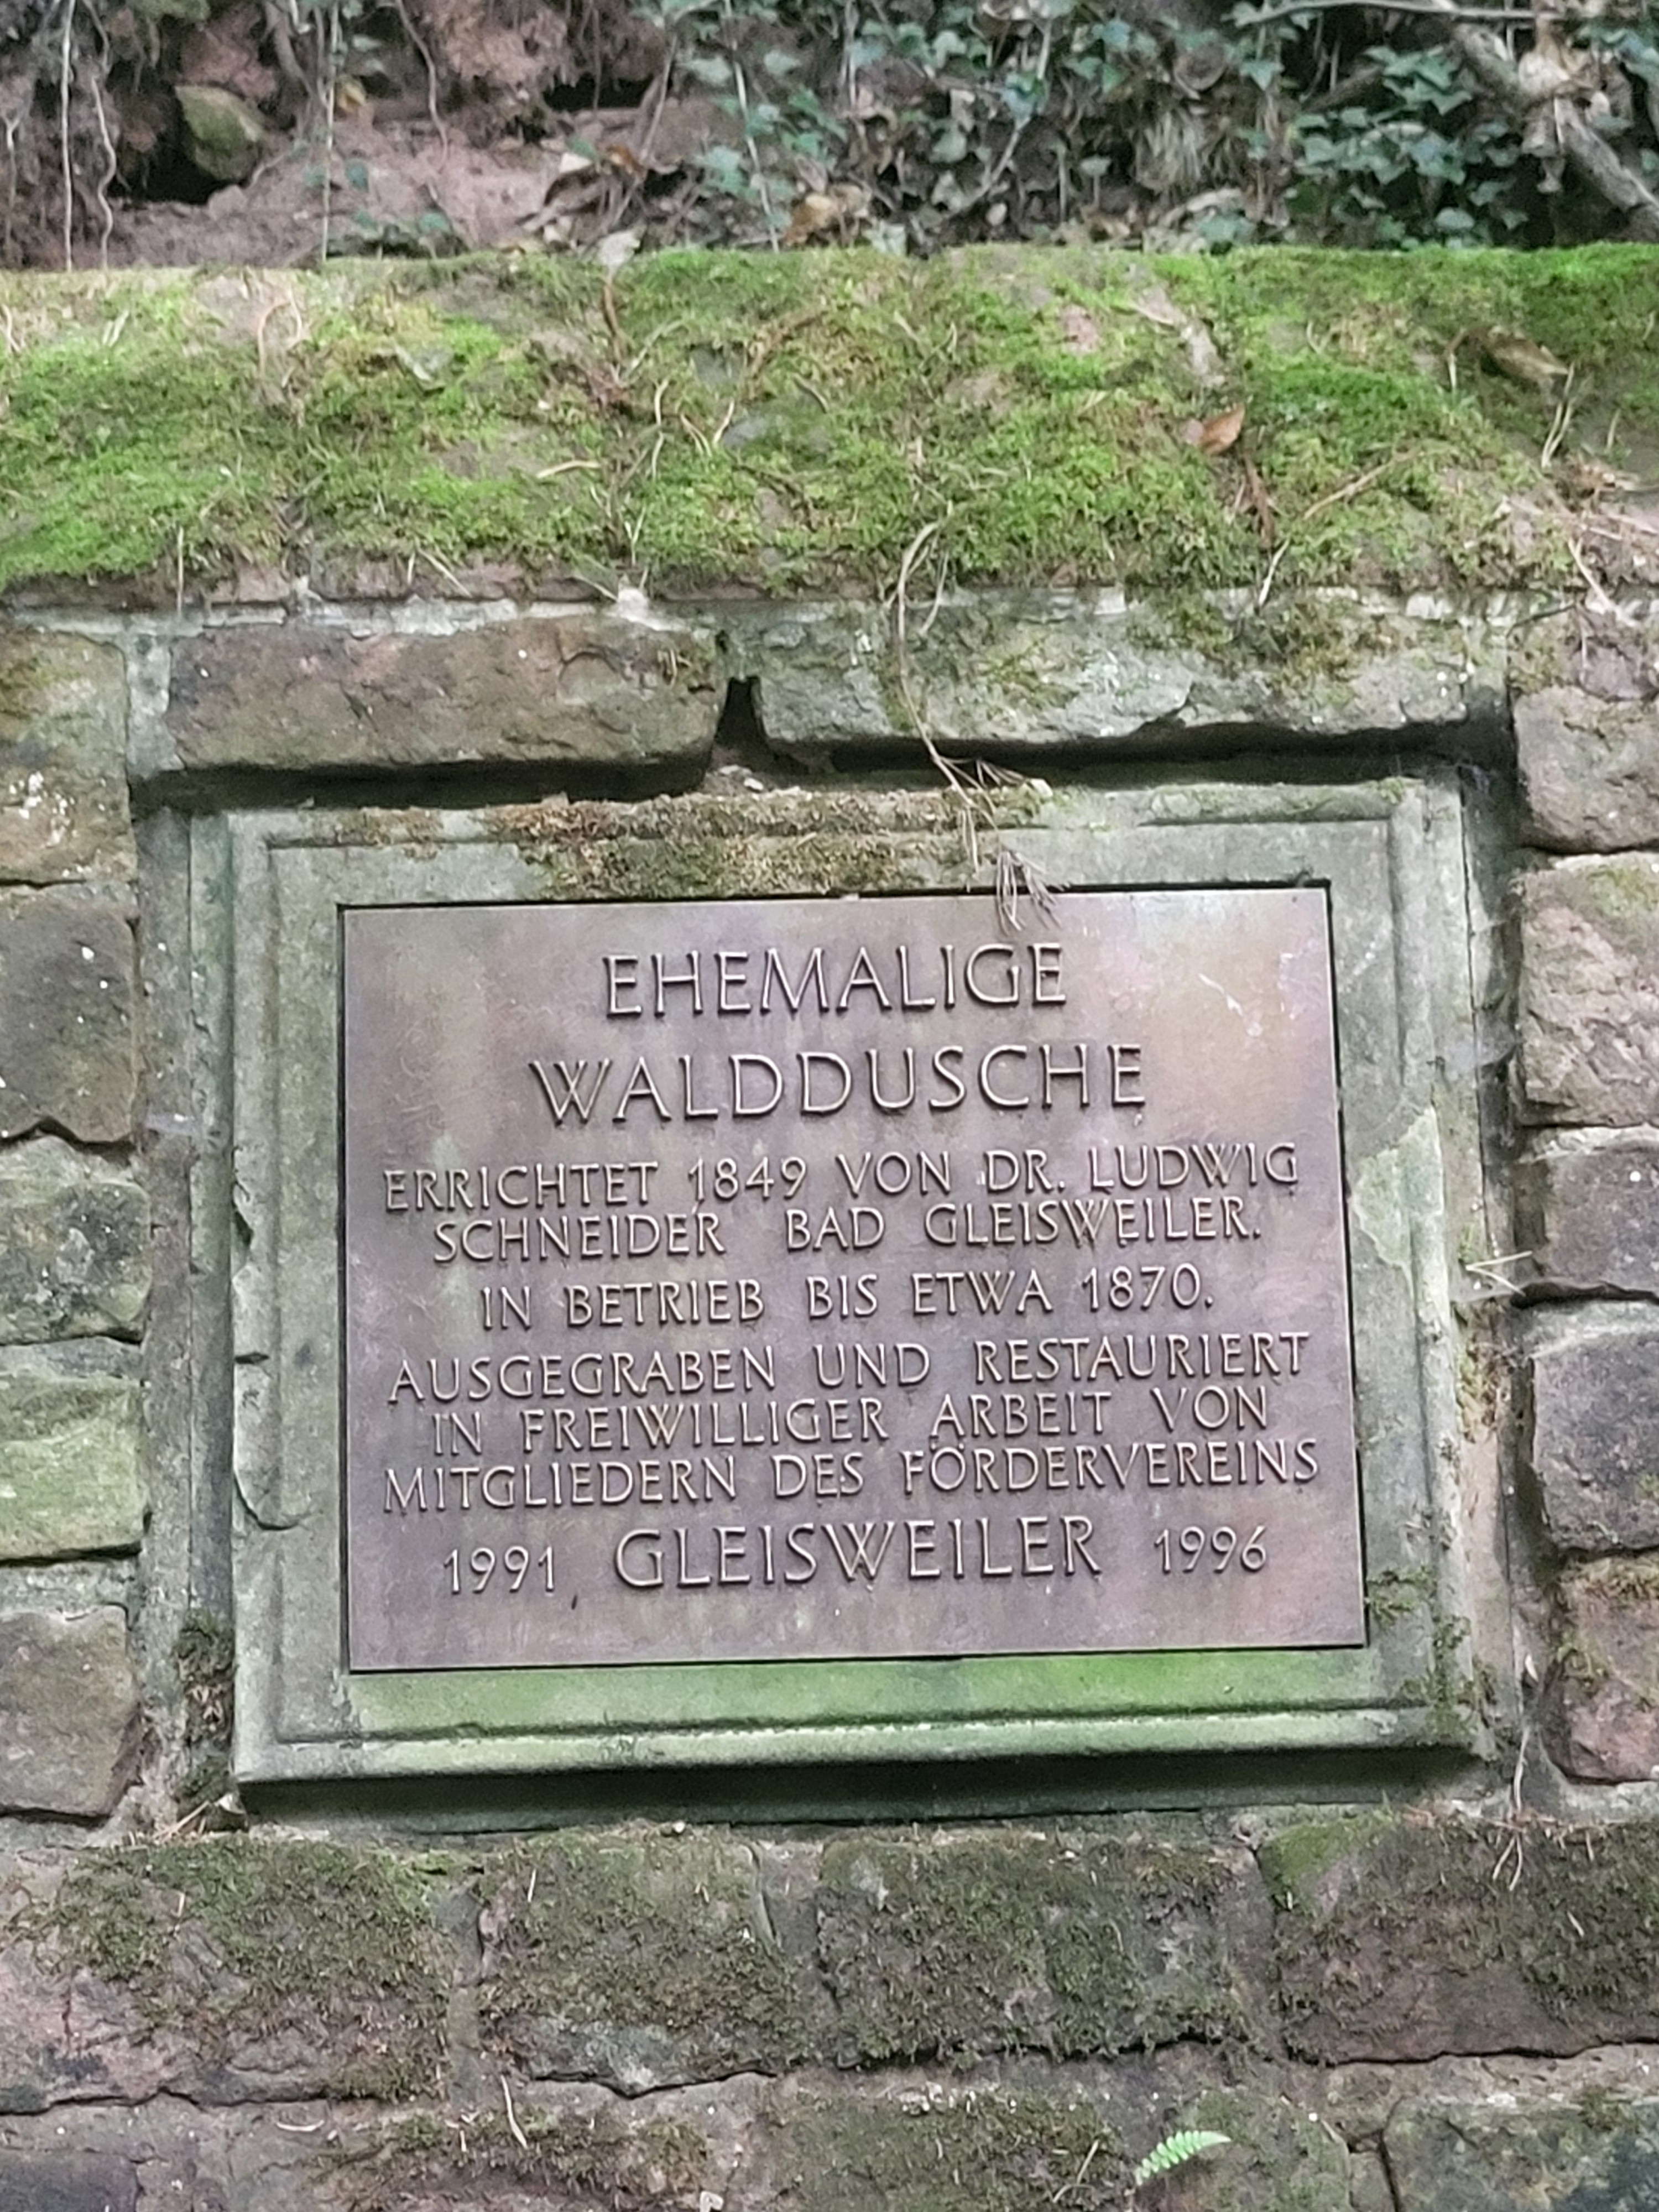 EHEMALIGE
WALDDUSCHE
ERRICHTET 1849 VON DR. LUDWIG
SCHNEIDER BAD GLEISWEILER.
IN BETRIEB BIS ETWA 1870.
AUSGEGRABEN UND RESTAURIERT
IN FREIWILLIGER ARBEIT VON
MITGLIEDERN DES FÖRDERVEREINS
1991 GLEISWEILER 1996